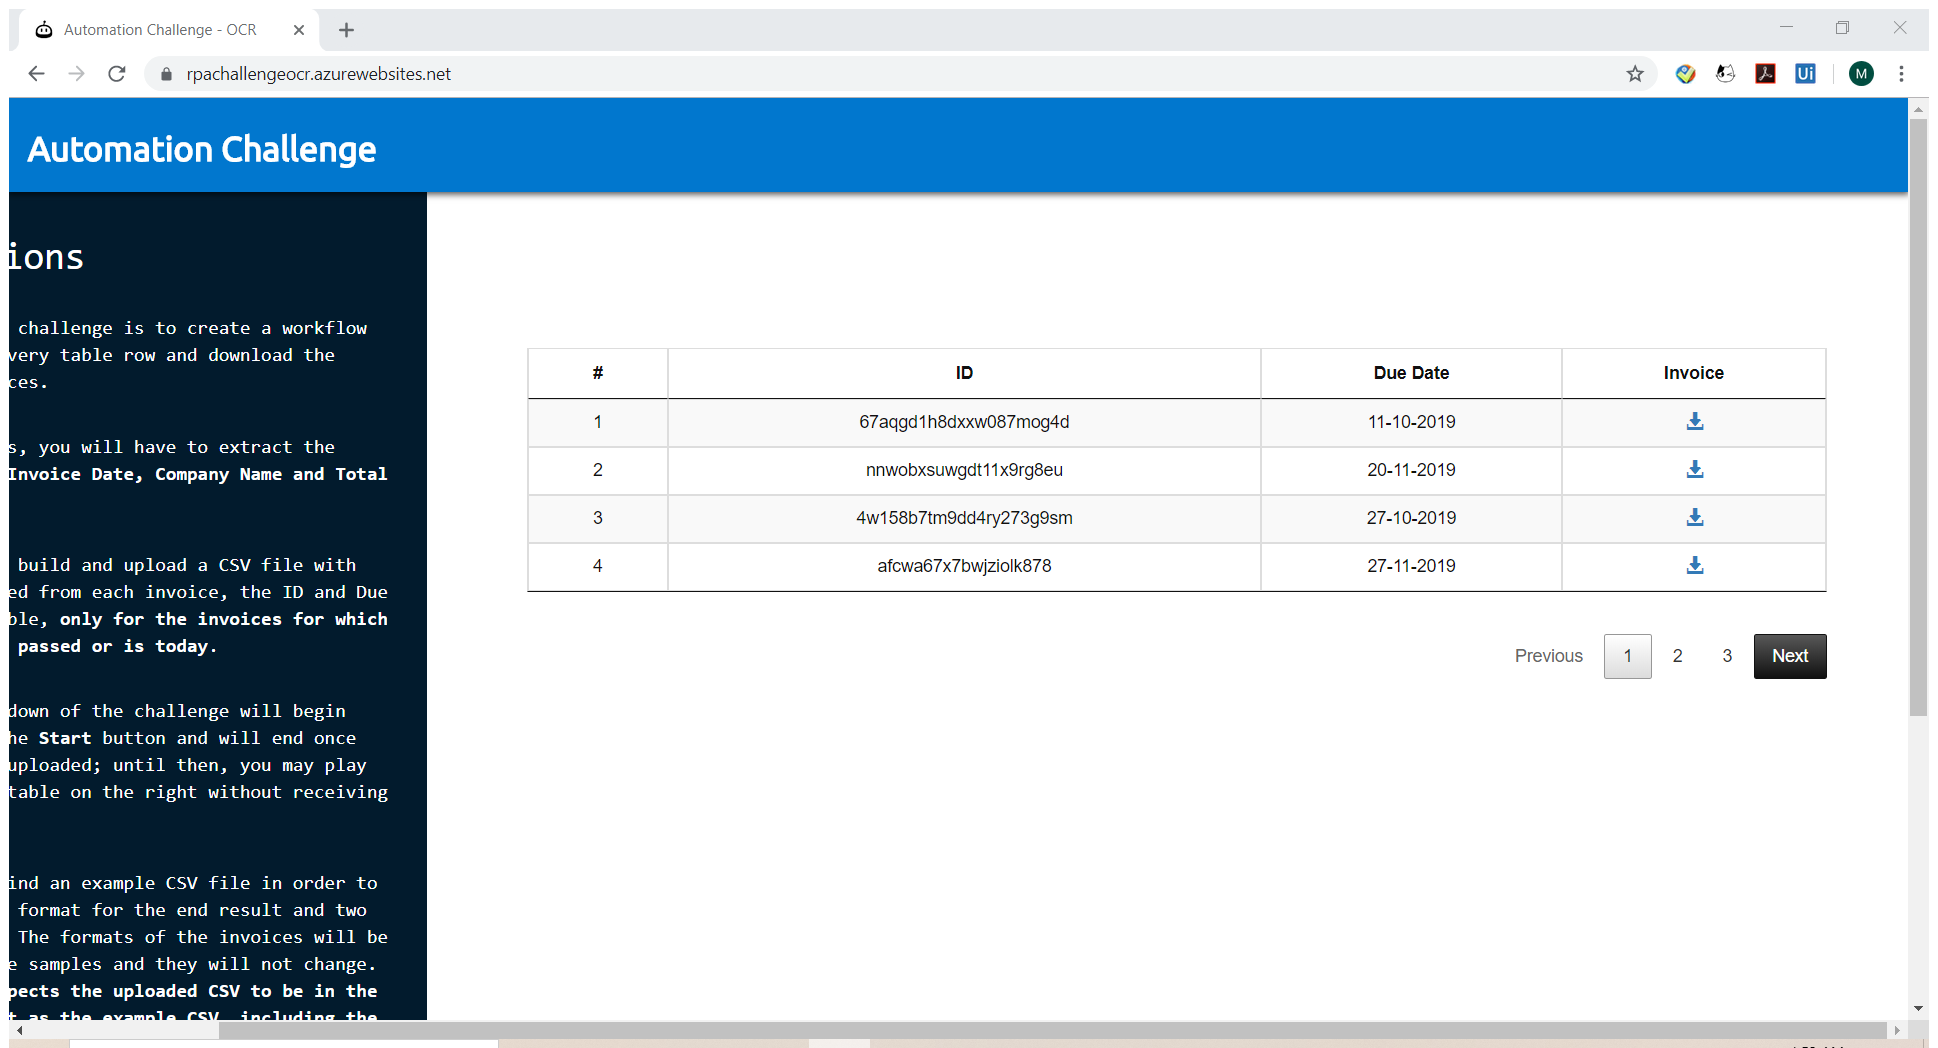 Automation Challenge - OCR
rpachallengeocr.azurewebsites.net
Ui
M
Automation Challenge
ions
challenge is to create a workflow
very table row and download the
ces.
s, you will have to extract the
Invoice Date, Company Name and Total
build and upload a CSV file with
ed from each invoice, the ID and Due
ble, only for the invoices for which
passed or is today.
down of the challenge will begin
he Start button and will end once
uploaded; until then, you may play
table on the right without receiving
ind an example CSV file in order to
format for the end result and two
The formats of the invoices will be
e samples and they will not change.
pects the uploaded CSV to be in the
t as the example CSV, including the
# ID Due Date Invoice
1 67aqgd1h8dxxw087mog4d 11-10-2019
2 nnwobxsuwgdt11x9rg8eu 20-11-2019
3 4w158b7tm9dd4ry273g9sm 27-10-2019
4 afcwa67x7bwjziolk878 27-11-2019
Previous 1 2 3 Next